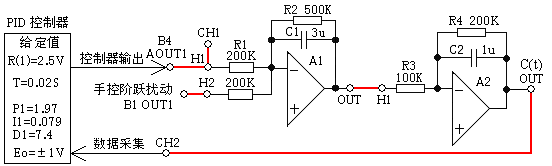 PID 控制器
给定值
R(1)=2.5V
T=0.02S
P1=1.97
I1=0.079
D1=7.4
Eo=±1V
控制器输出
B4
AOUT1
CH1
H1
R1
200K
手控阶跃扰动
B1 OUT1
H2
200K
数据采集
CH2
R2 500K
C1
3u
A1
OUT
H1
R3
100K
R4 200K
C2
1u
A2
C(t)
OUT